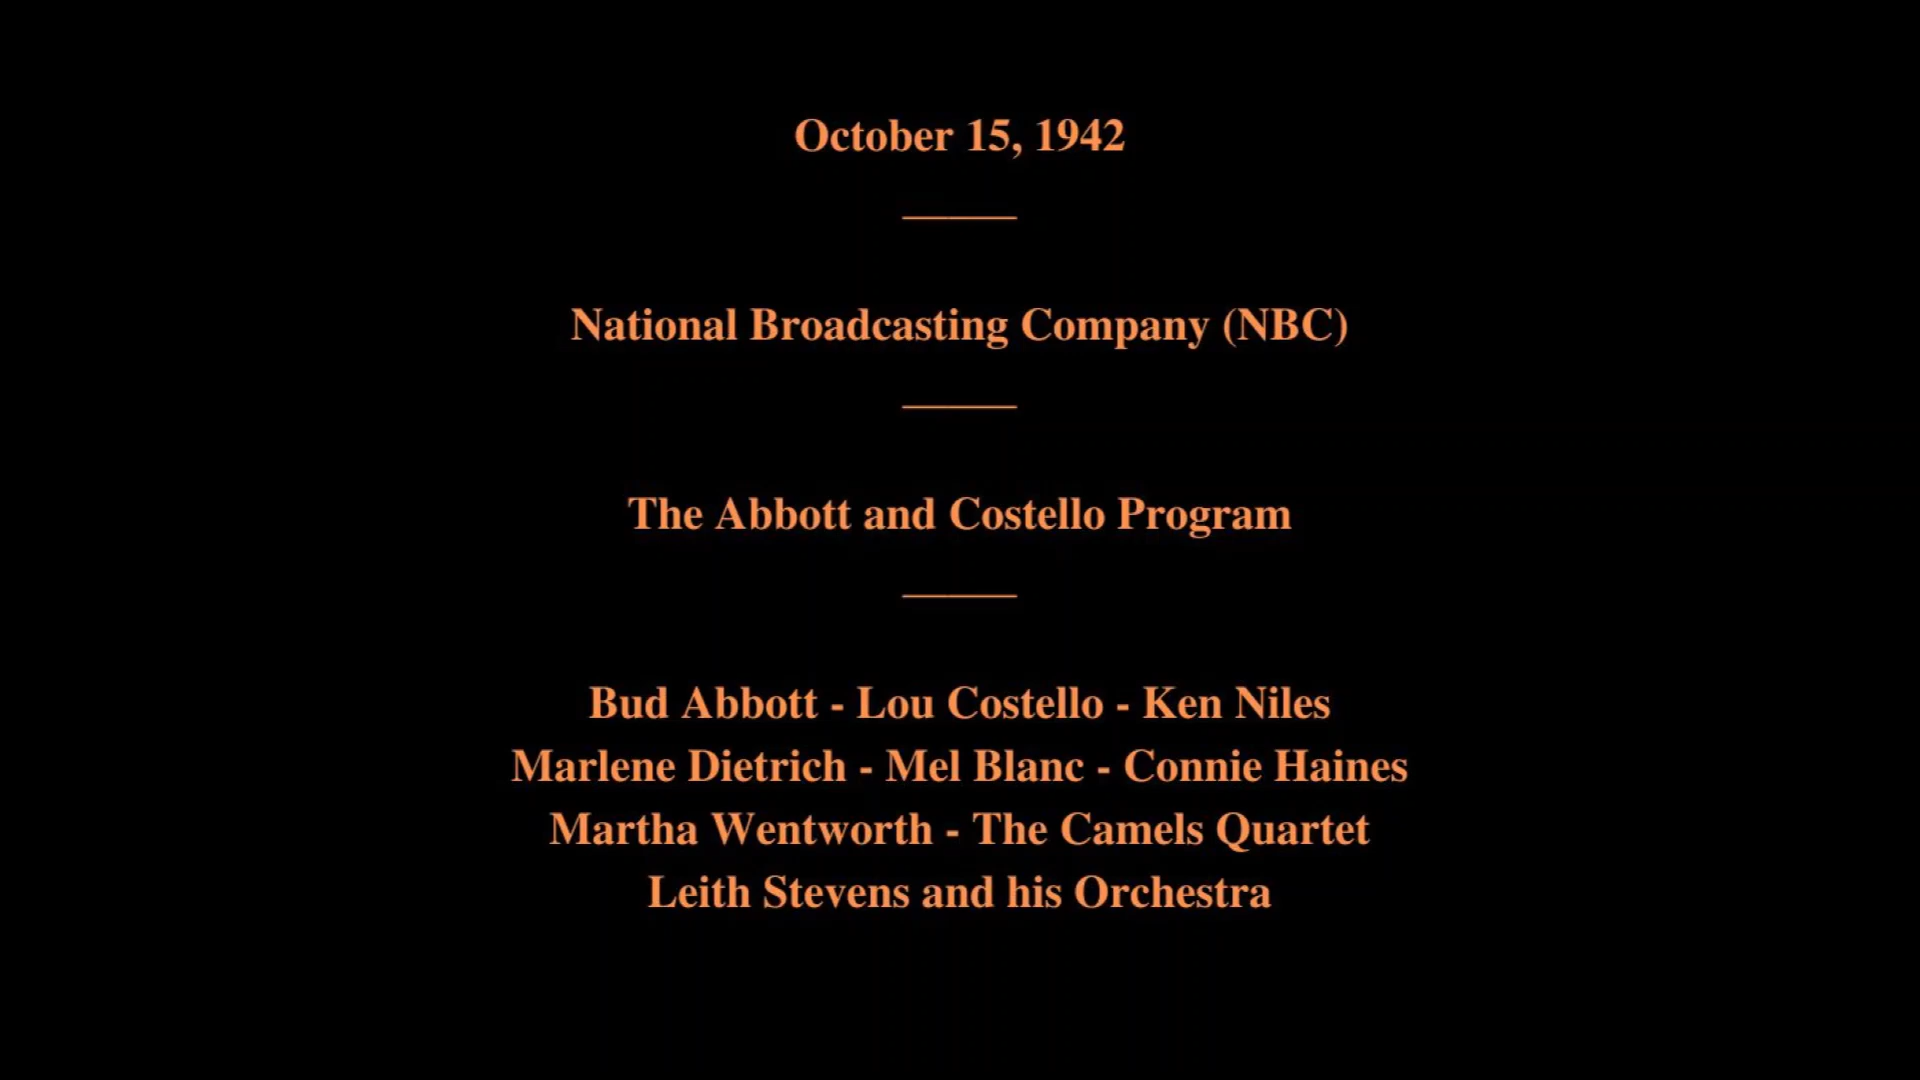 October 15, 1942
National Broadcasting Company (NBC)
The Abbott and Costello Program
Bud Abbott - Lou Costello - Ken Niles
Marlene Dietrich - Mel Blanc - Connie Haines
Martha Wentworth - The Camels Quartet
Leith Stevens and his Orchestra